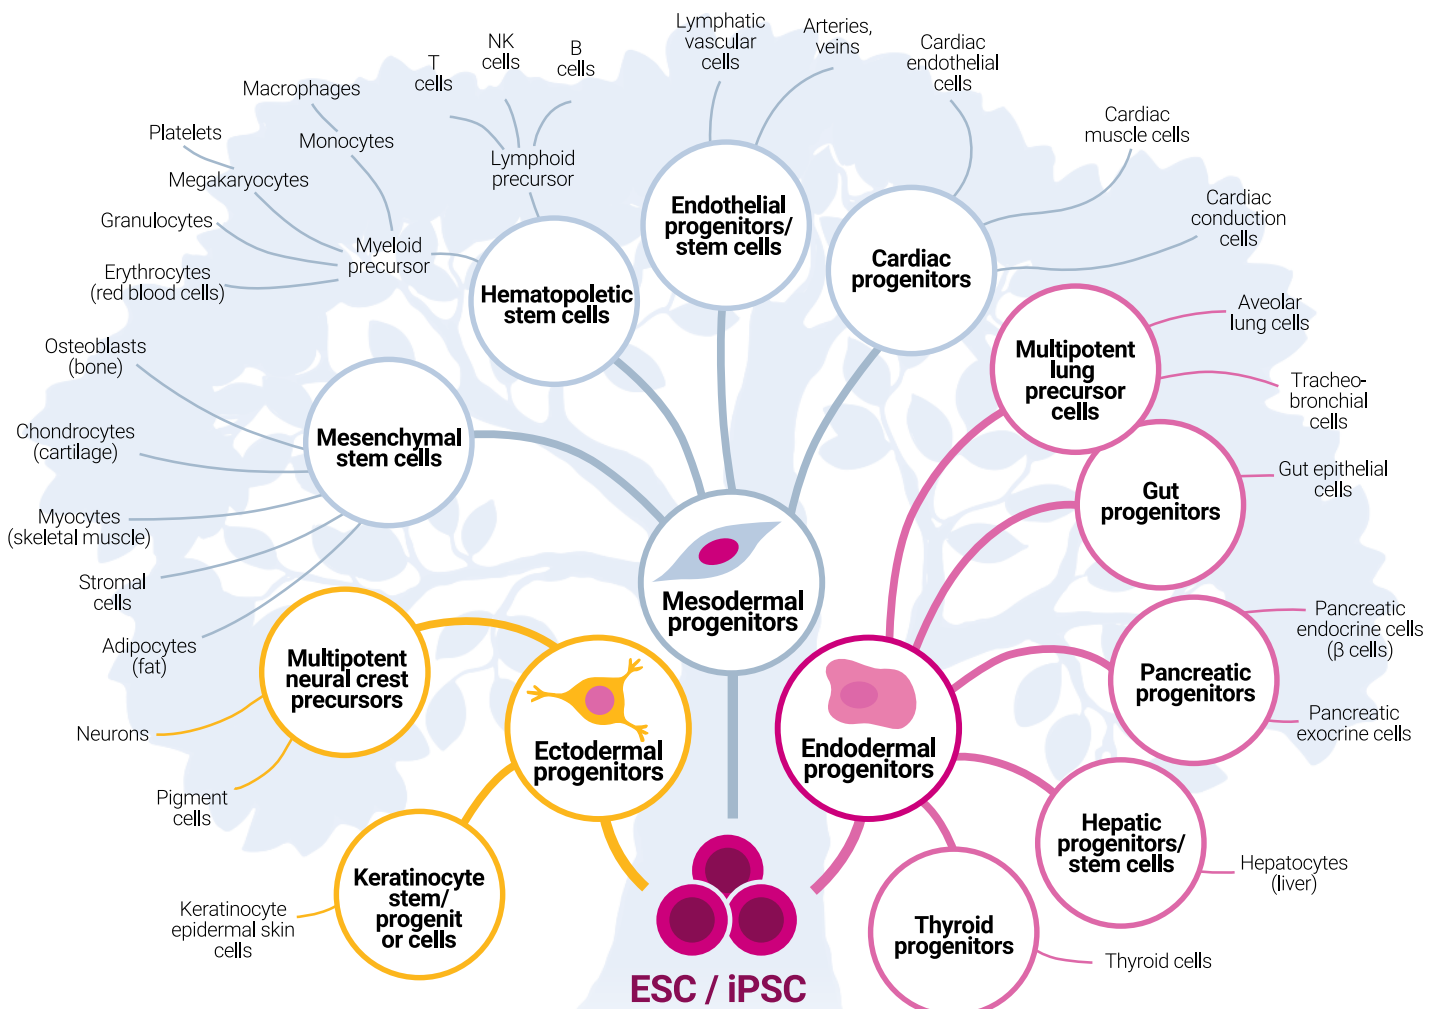 Lymphatic
vascular
cells
Arteries,
veins
Cardiac
endothelial
cells
NK
cells
B
cells
T
cells
Macrophages
Cardiac
muscle cells
Platelets
Monocytes
Lymphoid
precursor
Megakaryocytes
Granulocytes
Cardiac
conduction
cells
Myeloid
precursor
Erythrocytes
(red blood cells)
Endothelial
progenitors/
stem cells
Cardiac
progenitors
Hematopoletic
stem cells
Aveolar
lung cells
Multipotent
lung
precursor
cells
Osteoblasts
(bone)
Tracheo-
bronchial
cells
Chondrocytes
(cartilage)
Mesenchymal
stem cells
Gut epithelial
cells
Gut
progenitors
Myocytes
(skeletal muscle)
Stromal
cells
Adipocytes
(fat)
Mesodermal
progenitors
Pancreatic
endocrine cells
(β cells)
Multipotent
neural crest
precursors
Pancreatic
progenitors
Pancreatic
exocrine cells
Neurons
Ectodermal
progenitors
Endodermal
progenitors
Pigment
cells
Hepatic
progenitors/
stem cells
Hepatocytes
(liver)
Keratinocyte
stem/
progenit
or cells
Keratinocyte
epidermal skin
cells
Thyroid
progenitors
Thyroid cells
ESC / iPSC